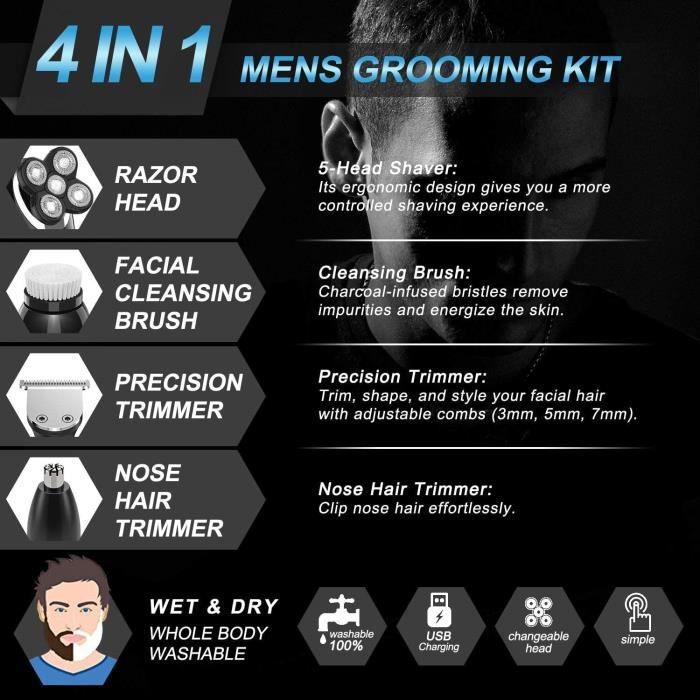 4 IN 1 MENS GROOMING KIT
RAZOR
HEAD
5-Head Shaver:
Its ergonomic design gives you a more
controlled shaving experience.
FACIAL
CLEANSING
BRUSH
Cleansing Brush:
Charcoal-infused bristles remove
impurities and energize the skin.
PRECISION
TRIMMER
Precision Trimmer:
Trim, shape, and style your facial hair
with adjustable combs (3mm, 5mm, 7mm).
NOSE
HAIR
TRIMMER
Nose Hair Trimmer:
Clip nose hair effortlessly.
WET & DRY
WHOLE BODY
WASHABLE
washable
100%
USB
Charging
changeable
head
simple